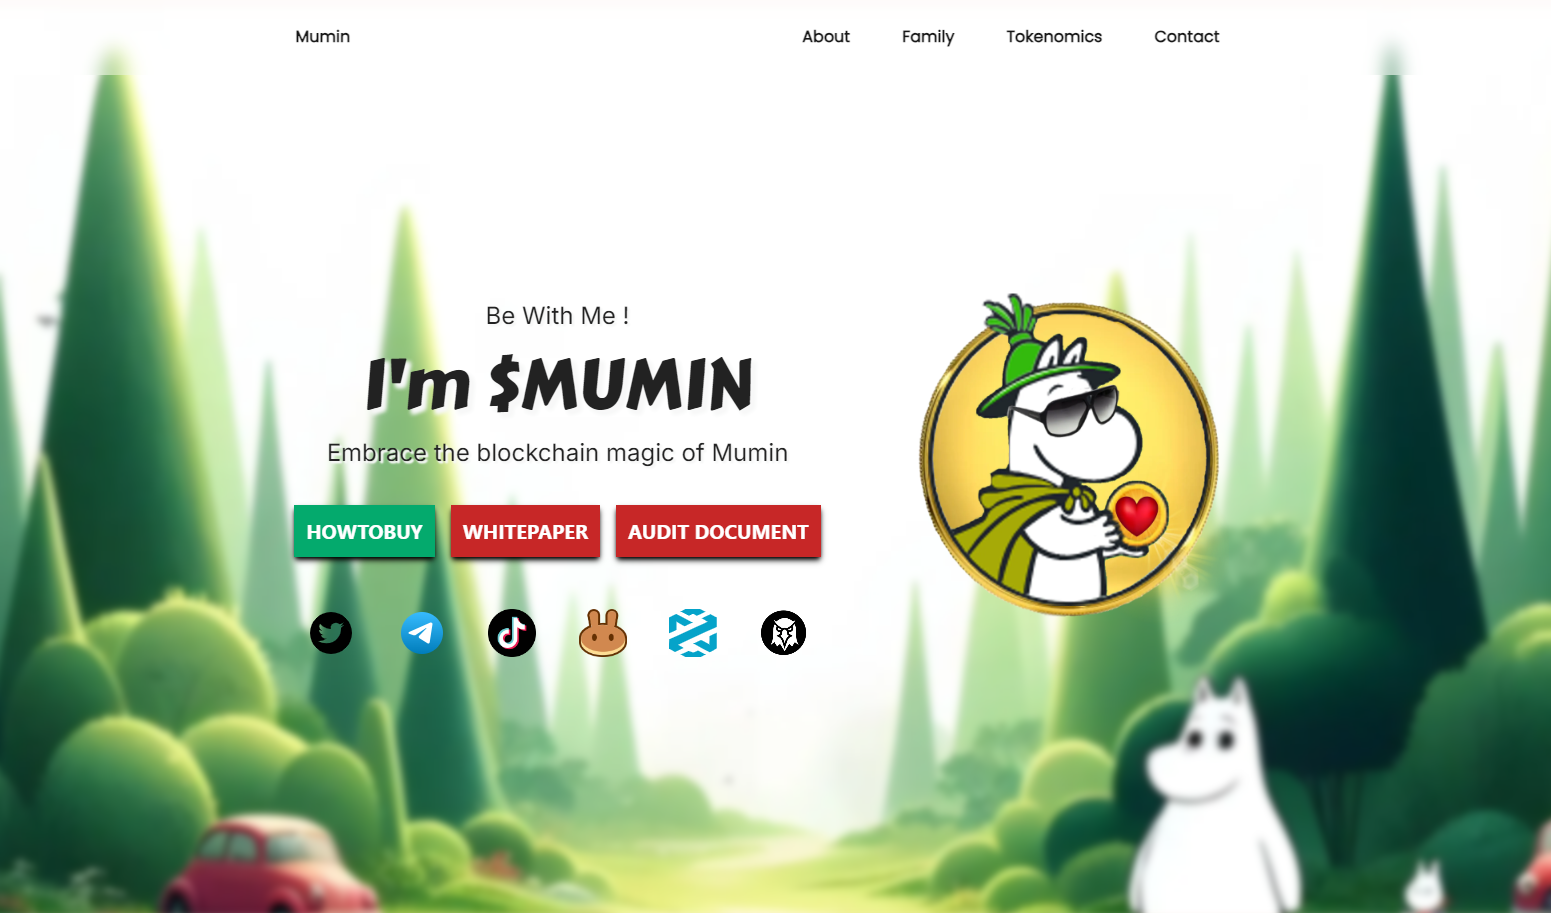 Mumin About Family Tokenomics Contact
Be With Me !
I'm $MUMIN
Embrace the blockchain magic of Mumin
HOWTOBUY WHITEPAPER AUDIT DOCUMENT